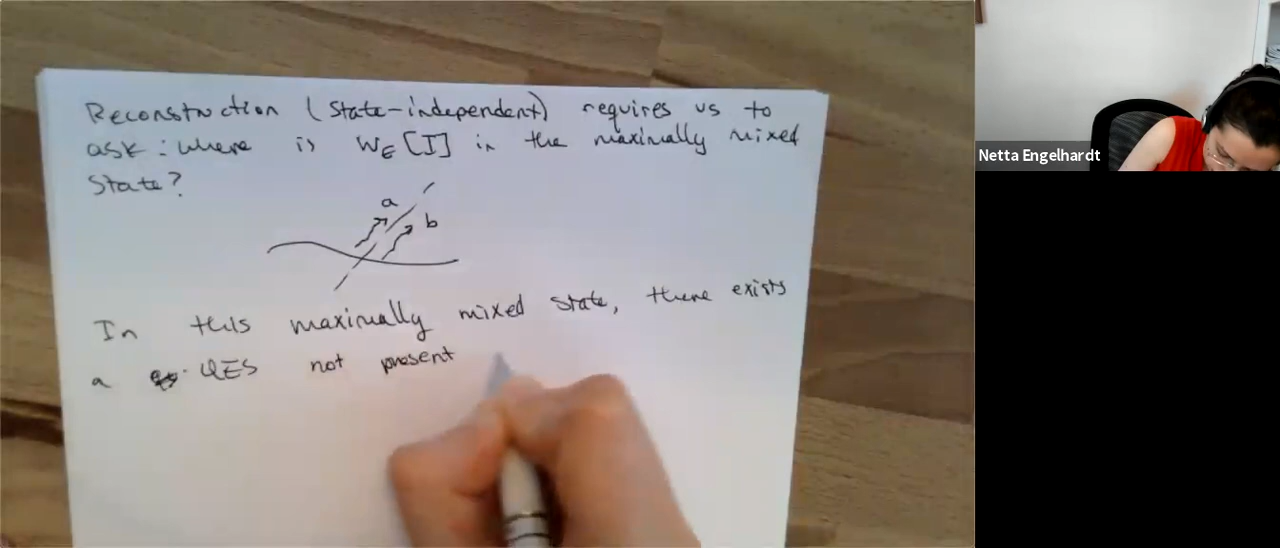 Reconstruction (State-independent) requires us to
ask: where is W_E[I] in the maximally mixed
State?
a
b
In this maximally mixed state, there exists
a QES not present
Netta Engelhardt